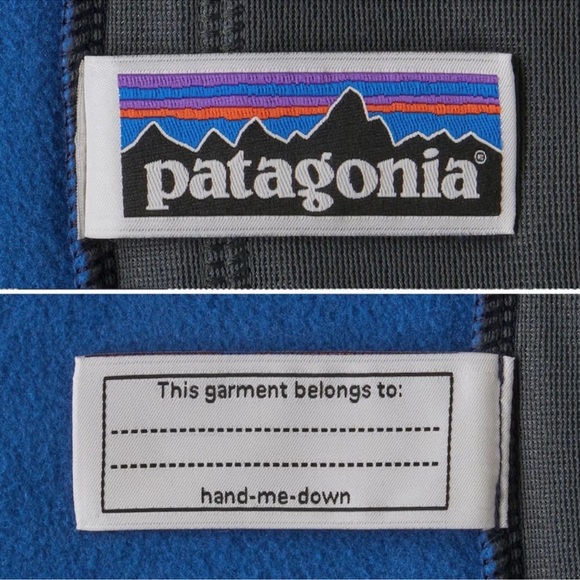 patagonia®
This garment belongs to:
hand-me-down